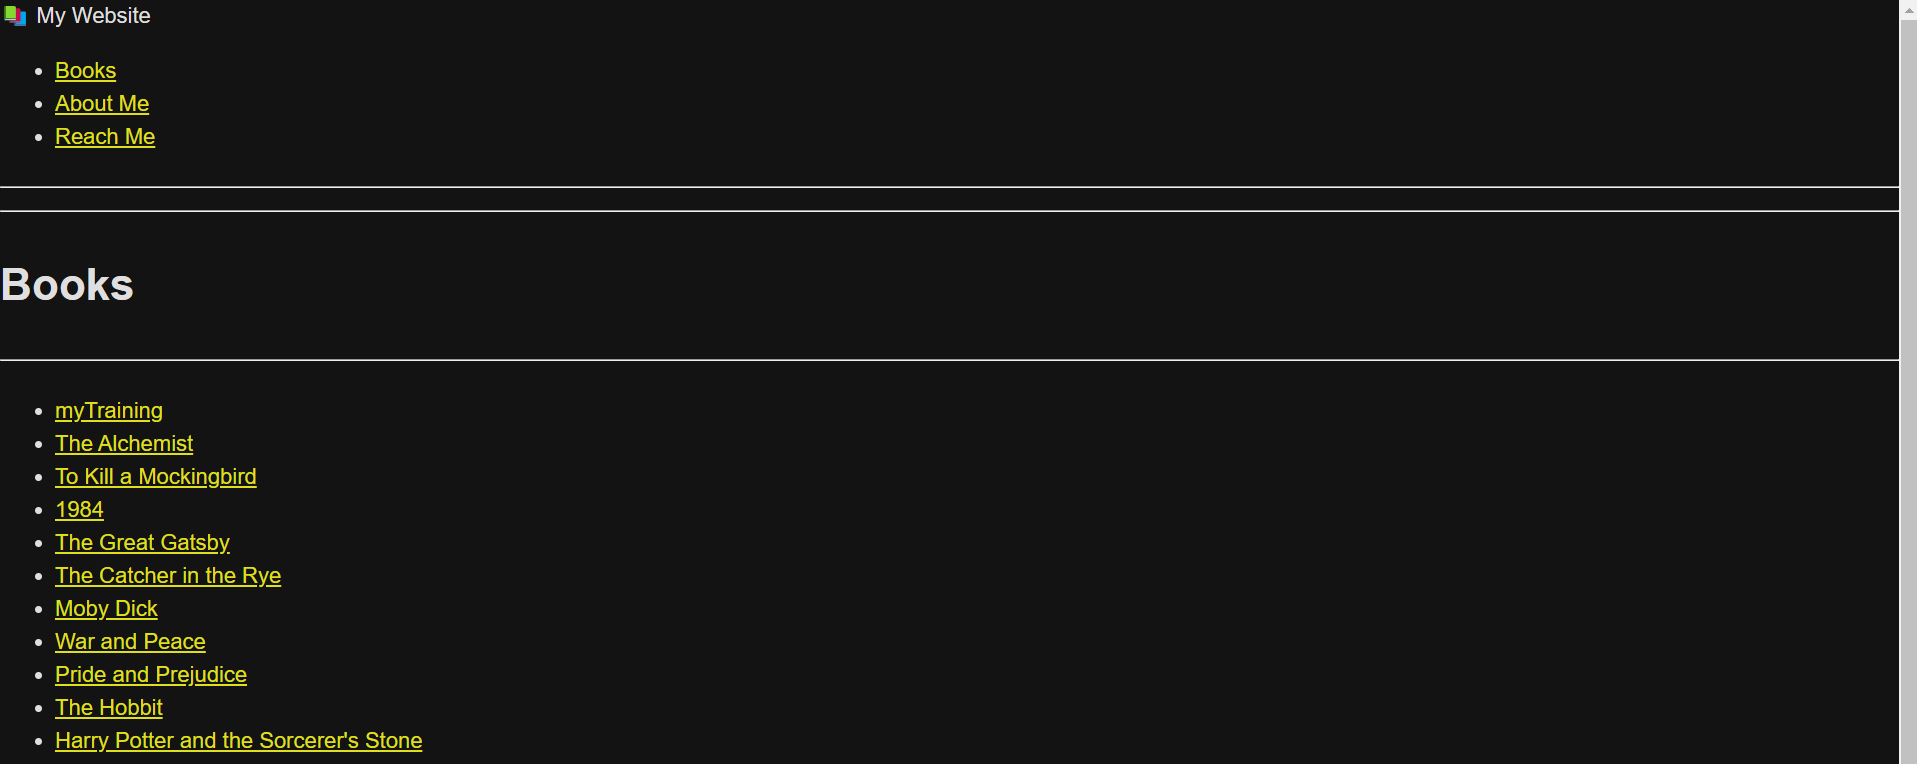 My Website
Books
About Me
Reach Me
Books
myTraining
The Alchemist
To Kill a Mockingbird
1984
The Great Gatsby
The Catcher in the Rye
Moby Dick
War and Peace
Pride and Prejudice
The Hobbit
Harry Potter and the Sorcerer's Stone